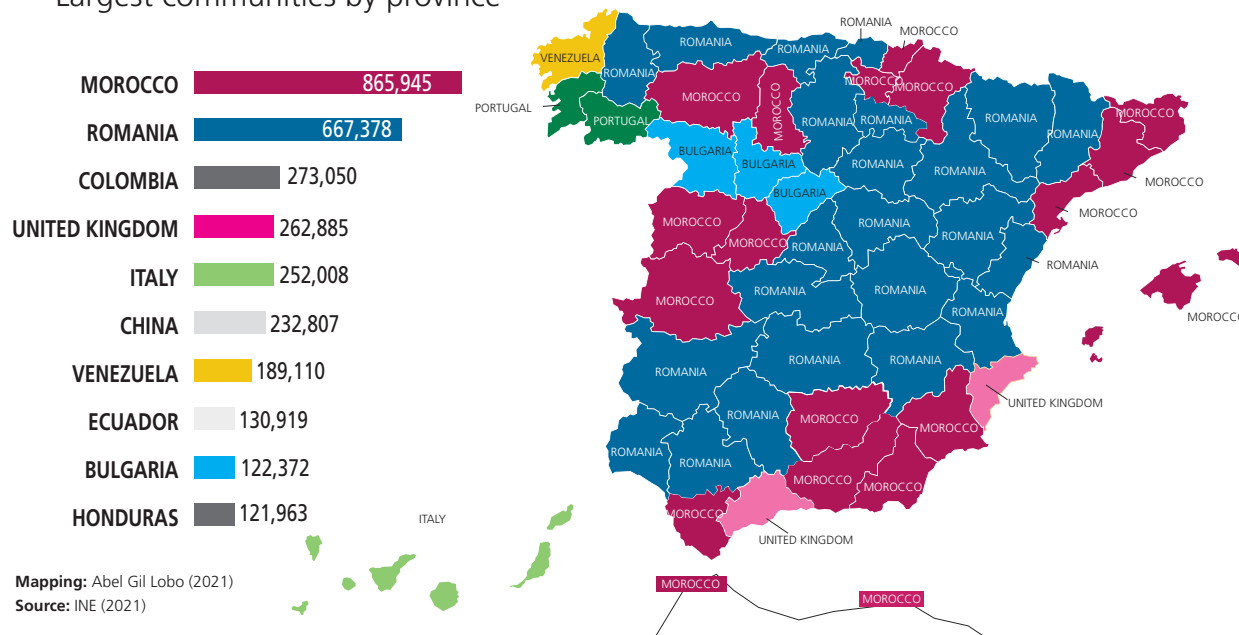 Largest communities by province
MOROCCO 865,945
ROMANIA 667,378
COLOMBIA 273,050
UNITED KINGDOM 262,885
ITALY 252,008
CHINA 232,807
VENEZUELA 189,110
ECUADOR 130,919
BULGARIA 122,372
HONDURAS 121,963
Mapping: Abel Gil Lobo (2021)
Source: INE (2021)
ITALY
VENEZUELA
ROMANIA
ROMANIA
ROMANIA
ROMANIA
MOROCCO
PORTUGAL
PORTUGAL
MOROCCO
MOROCCO
ROMANIA
MOROCCO
MOROCCO
ROMANIA
ROMANIA
ROMANIA
MOROCCO
MOROCCO
MOROCCO
BULGARIA
BULGARIA
BULGARIA
ROMANIA
ROMANIA
MOROCCO
MOROCCO
ROMANIA
ROMANIA
ROMANIA
ROMANIA
MOROCCO
MOROCCO
ROMANIA
ROMANIA
ROMANIA
ROMANIA
ROMANIA
ROMANIA
UNITED KINGDOM
ROMANIA
MOROCCO
MOROCCO
ROMANIA
ROMANIA
MOROCCO
MOROCCO
MOROCCO
UNITED KINGDOM
MOROCCO
MOROCCO